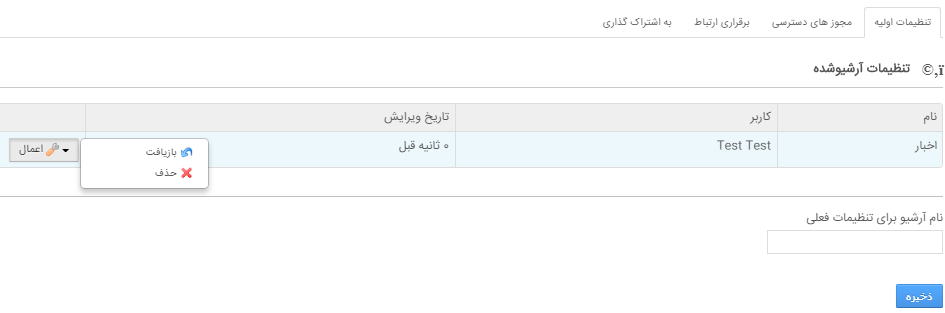 تنظیمات اولیه
مجوز های دسترسی
برقراری ارتباط
به اشتراک گذاری
ï‚© تنظیمات آرشیوشده
نام
کاربر
تاریخ ویرایش
اخبار
Test Test
۰ ثانیه قبل
اعمال
بازیافت
حذف
نام آرشیو برای تنظیمات فعلی
ذخیره